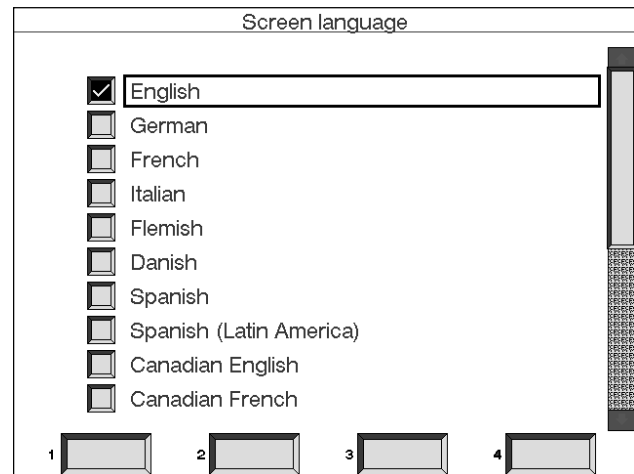 Screen language
English
German
French
Italian
Flemish
Danish
Spanish
Spanish (Latin America)
Canadian English
Canadian French
1 2 3 4